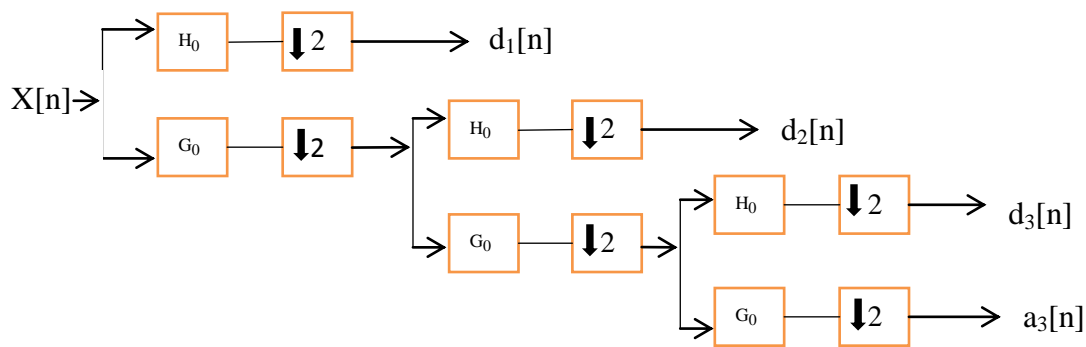 H₀ 2 d₁[n]
X[n]
G₀ 2 H₀ 2 d₂[n]
G₀ 2 H₀ 2 d₃[n]
G₀ 2 a₃[n]